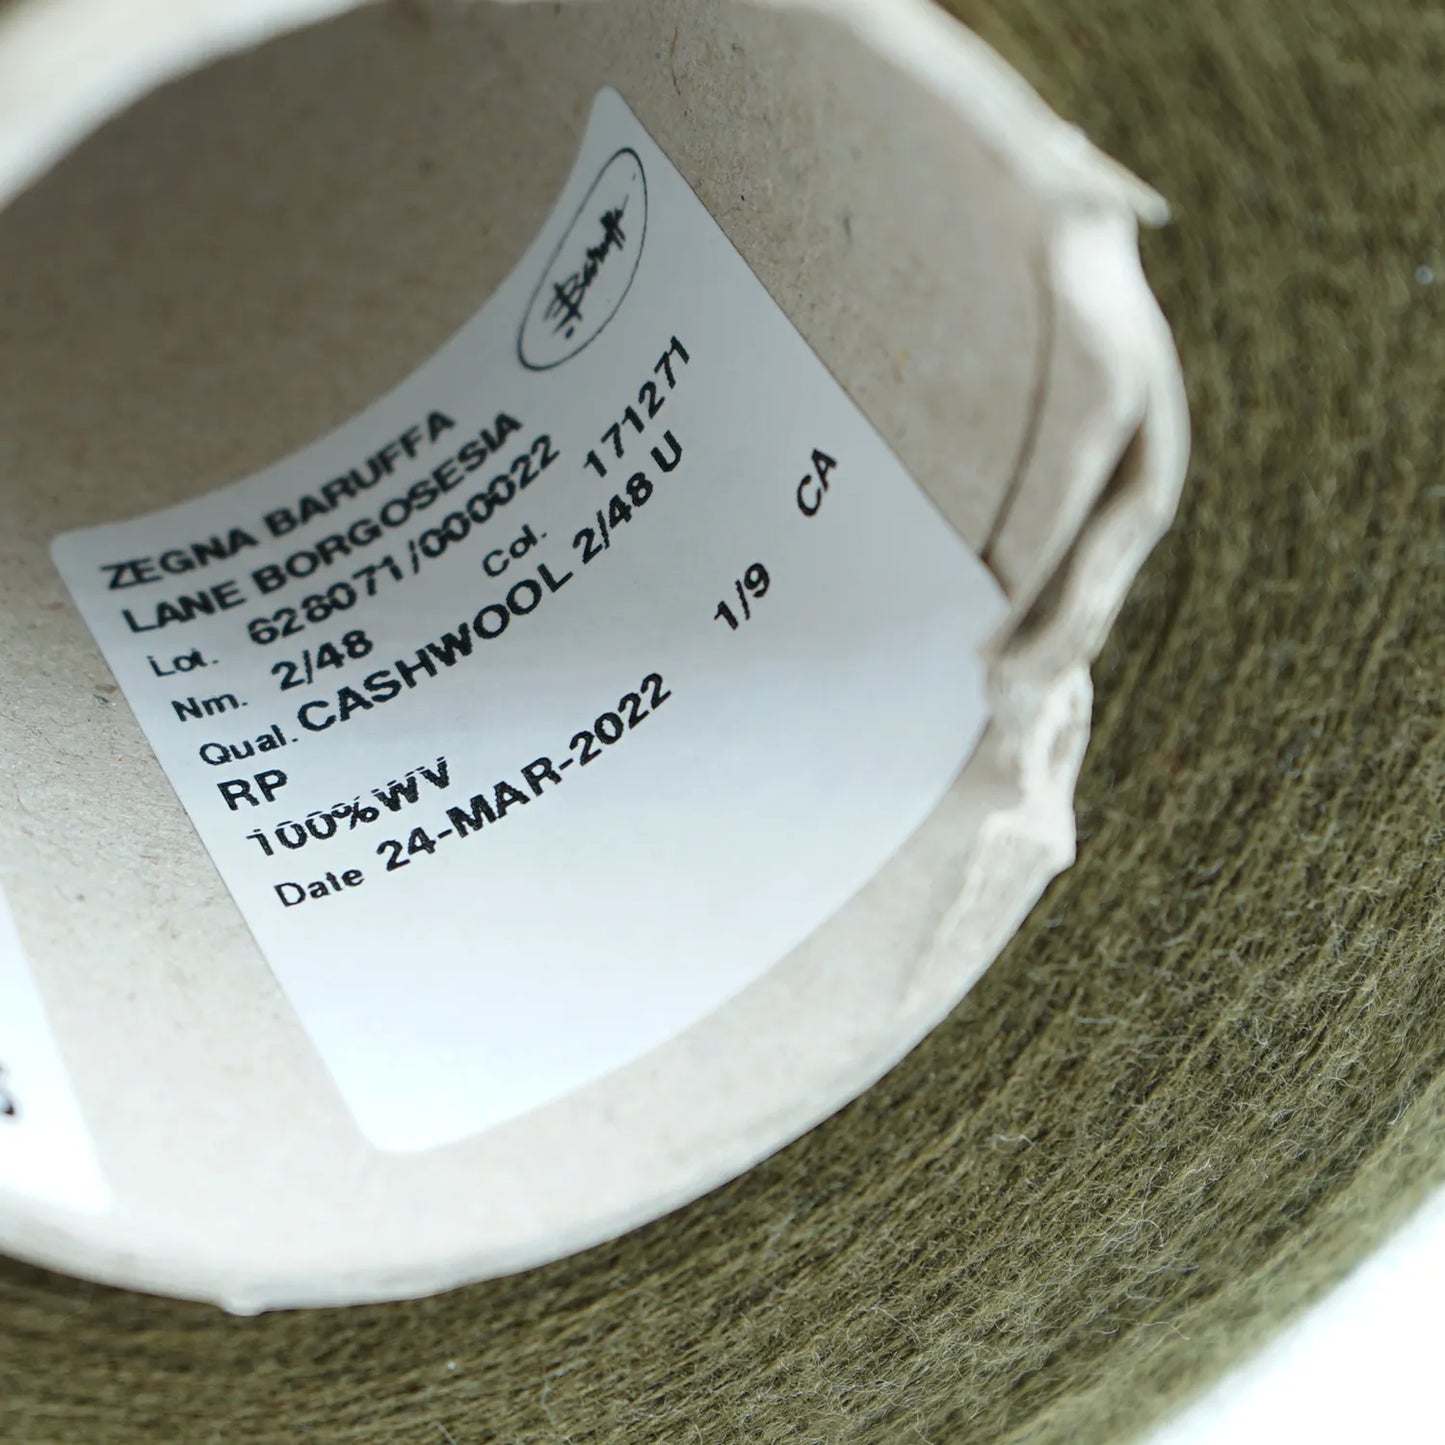 Baruffa
ZEGNA BARUFFA
LANE BORGOSESIA
Lot. 628071/000022
Nm. 2/48 Col. 171271
Qual. CASHWOOL 2/48 U
RP
100%WV 1/9 CA
Date 24-MAR-2022